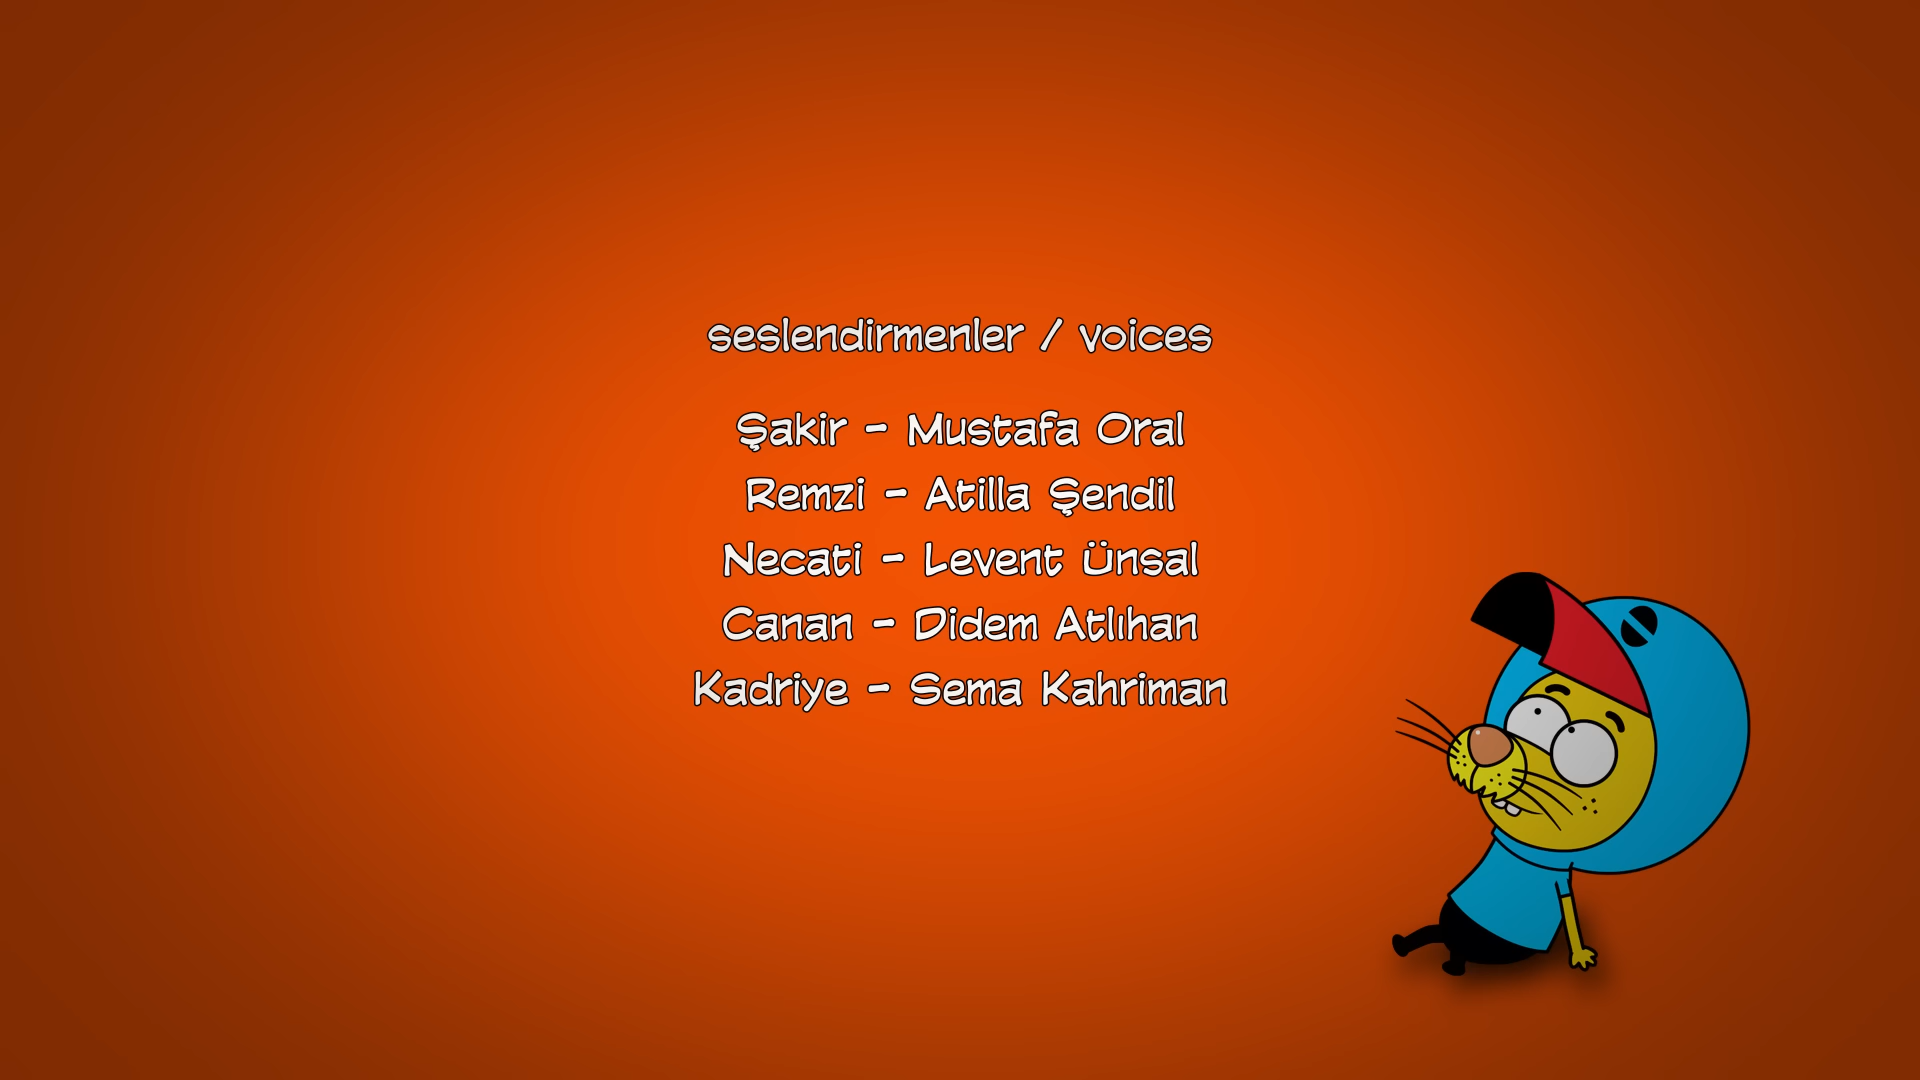 seslendirmenler / voices
Şakir - Mustafa Oral
Remzi - Atilla Şendil
Necati - Levent Ünsal
Canan - Didem Atlıhan
Kadriye - Sema Kahriman